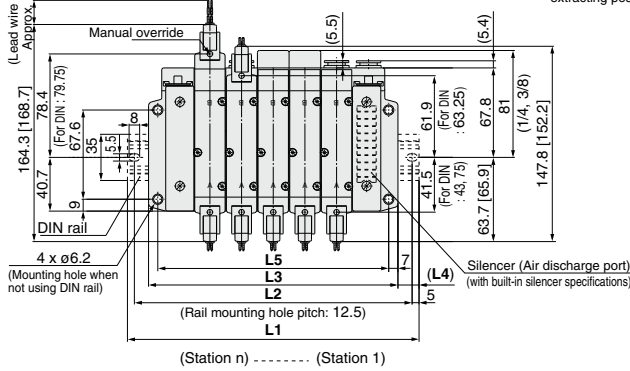 extracting pos
(Lead wire
Approx.
Manual override
(5.5)
(5.4)
164.3 [168.7]
78.4
(For DIN : 79.75)
67.6
35
5.5
8
40.7
9
61.9
(For DIN
: 63.25)
67.8
81
(1/4, 3/8)
147.8 [152.2]
41.5
(For DIN
: 43,75)
63.7 [65.9]
DIN rail
4 x ø6.2
(Mounting hole when
not using DIN rail)
L5
7
L3
(L4)
L2
5
(Rail mounting hole pitch: 12.5)
L1
Silencer (Air discharge port)
(with built-in silencer specifications)
(Station n) ------- (Station 1)